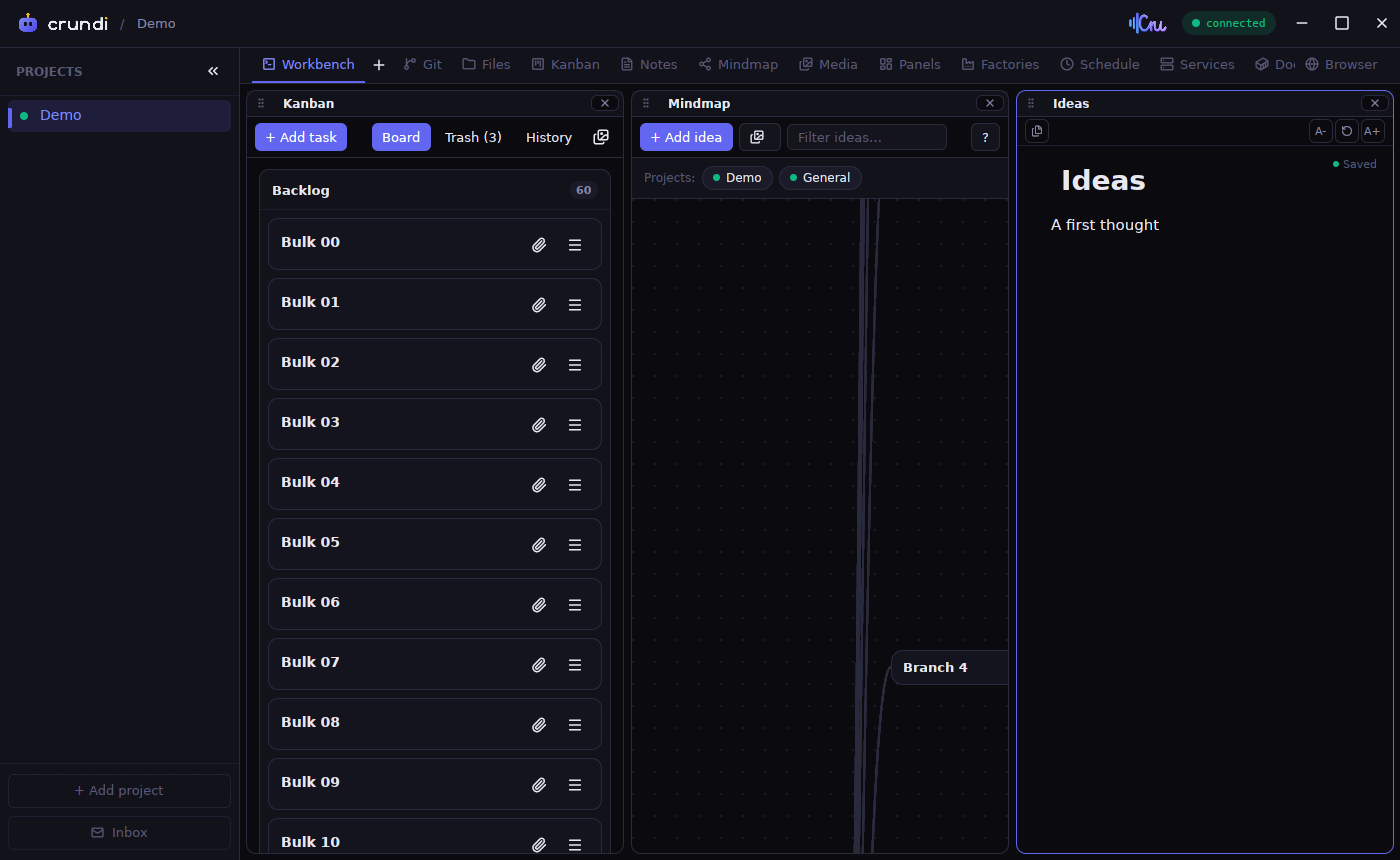 crundi / Demo
Cru
connected
PROJECTS
Demo
+ Add project
Inbox
Workbench + Git Files Kanban Notes Mindmap Media Panels Factories Schedule Services Browser
Kanban
+ Add task Board Trash (3) History
Backlog 60
Bulk 00
Bulk 01
Bulk 02
Bulk 03
Bulk 04
Bulk 05
Bulk 06
Bulk 07
Bulk 08
Bulk 09
Bulk 10
Mindmap
+ Add idea Filter ideas... ?
Projects: Demo General
Branch 4
Ideas
A- A+
Saved
Ideas
A first thought